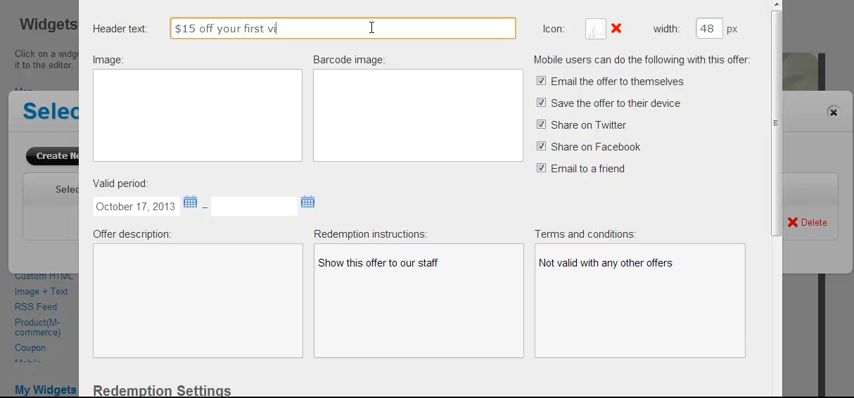 Widgets
Header text: $15 off your first vi
Icon: width: 48 px
Click on a widg
it to the editor.
Image:
Barcode image:
Mobile users can do the following with this offer:
Email the offer to themselves
Save the offer to their device
Share on Twitter
Share on Facebook
Email to a friend
Selec
Create Ne
Selec
Delete
Valid period:
October 17, 2013 –
Offer description:
Redemption instructions:
Terms and conditions:
Show this offer to our staff
Not valid with any other offers
Custom HTML
Image + Text
RSS Feed
Product(M-
commerce)
Coupon
My Widgets
Redemption Settings